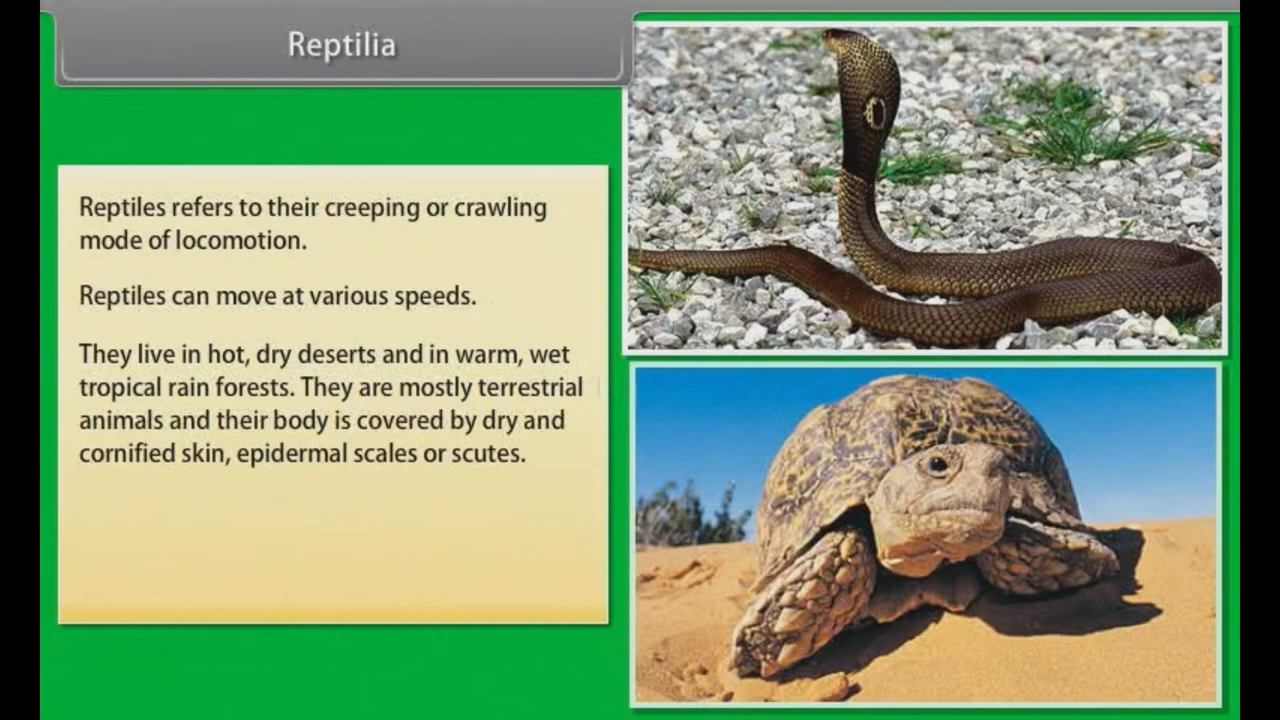 Reptilia
Reptiles refers to their creeping or crawling
mode of locomotion.
Reptiles can move at various speeds.
They live in hot, dry deserts and in warm, wet
tropical rain forests. They are mostly terrestrial
animals and their body is covered by dry and
cornified skin, epidermal scales or scutes.